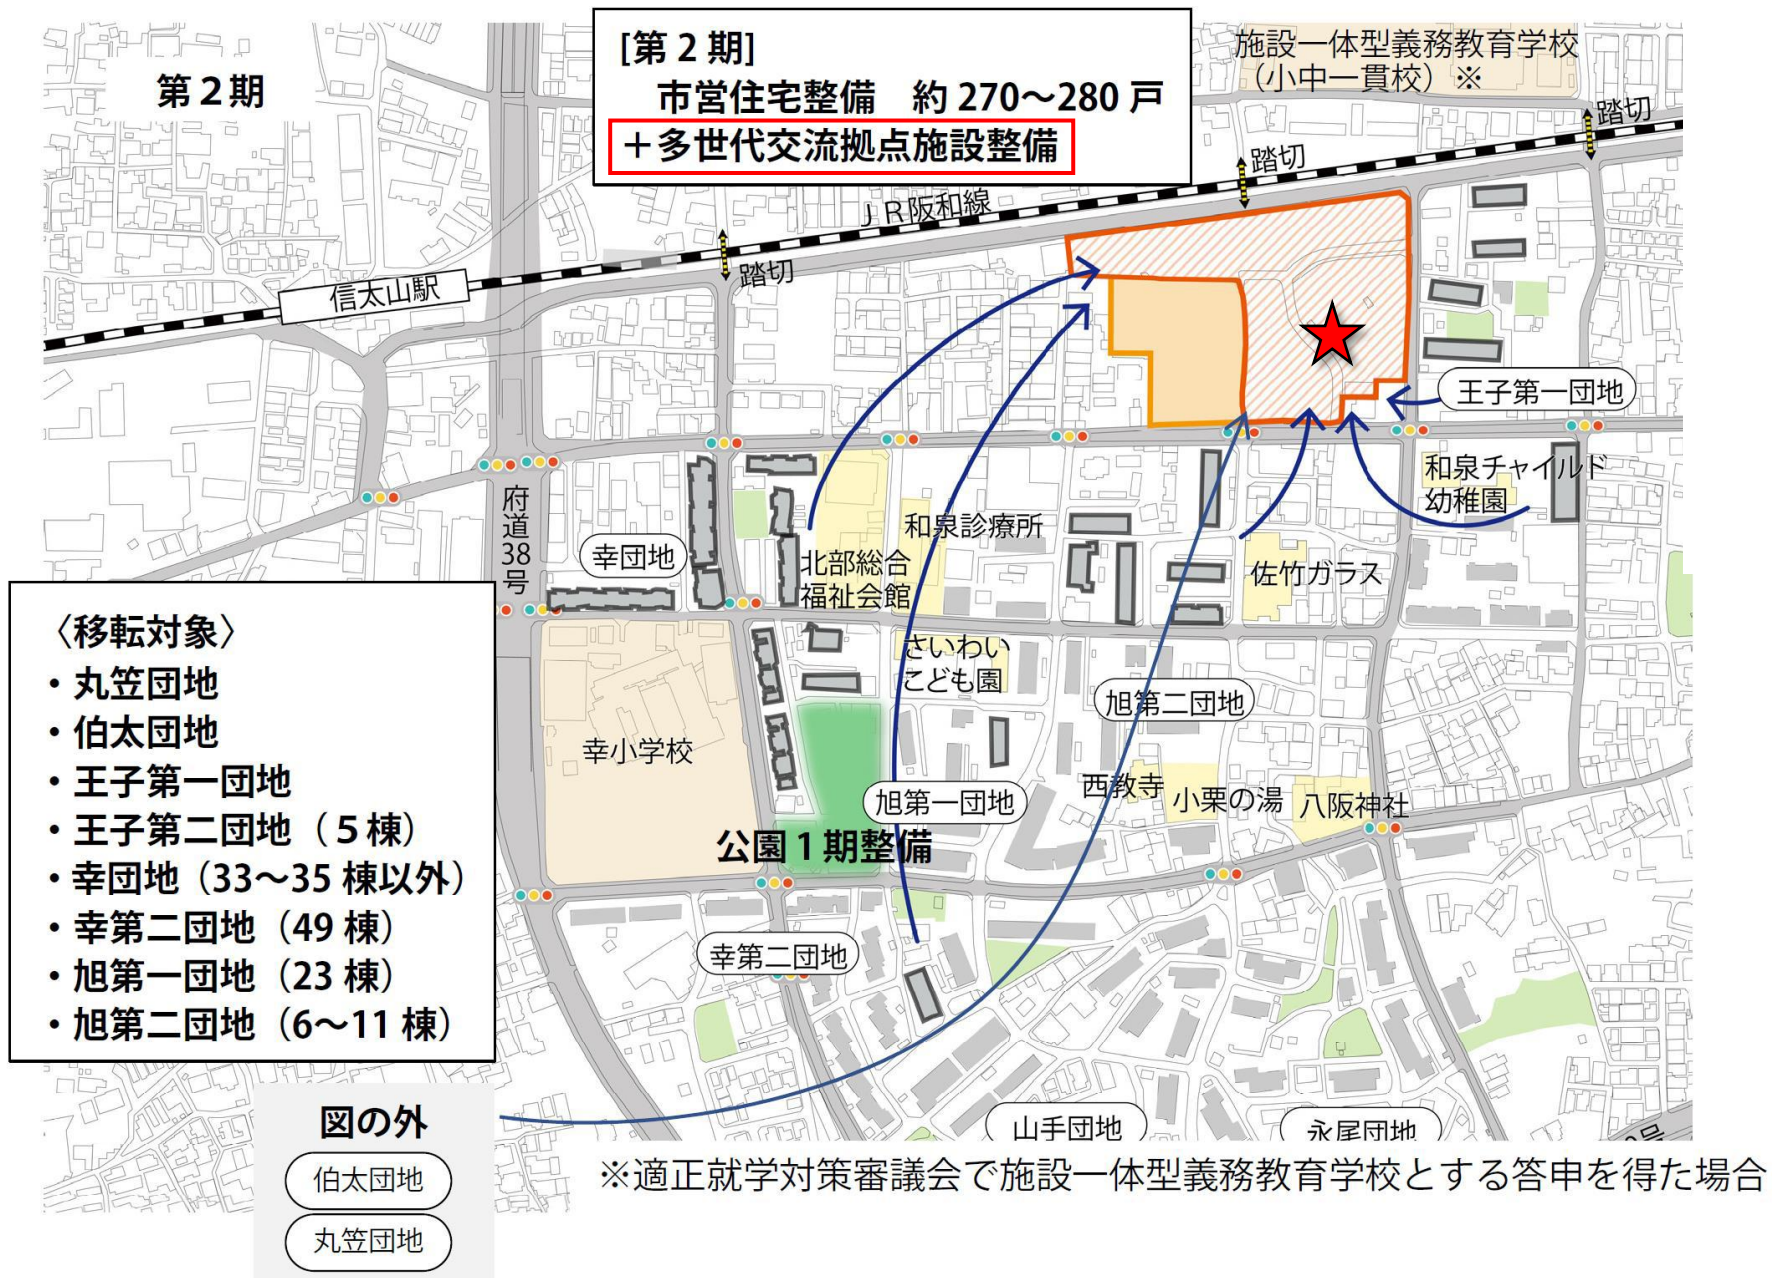 第２期
[第２期]
市営住宅整備　約 270～280 戸
＋多世代交流拠点施設整備
施設一体型義務教育学校
（小中一貫校）※
踏切
踏切
ＪＲ阪和線
踏切
信太山駅
王子第一団地
和泉チャイルド
幼稚園
府道38号
幸団地
和泉診療所
北部総合
福祉会館
佐竹ガラス
〈移転対象〉
・丸笠団地
・伯太団地
・王子第一団地
・王子第二団地（５棟）
・幸団地（33～35 棟以外）
・幸第二団地（49 棟）
・旭第一団地（23 棟）
・旭第二団地（6～11 棟）
さいわい
こども園
旭第二団地
幸小学校
西教寺
小栗の湯
八阪神社
旭第一団地
公園１期整備
幸第二団地
山手団地
永尾団地
図の外
伯太団地
丸笠団地
※適正就学対策審議会で施設一体型義務教育学校とする答申を得た場合